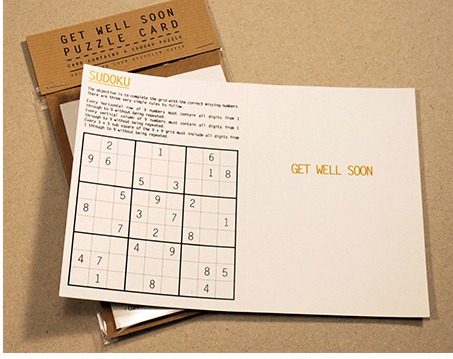 GET WELL SOON
PUZZLE CARD
CARD CONTAINS A SUDOKU PUZZLE
100% RECYCLED PAPER
SUDOKU
The objective is to complete the grid with the correct missing numbers.
There are three very simple rules to follow.
Every horizontal row of 9 numbers must contain all digits from 1
through to 9 without being repeated.
Every vertical column of 9 numbers must contain all digits from 1
through to 9 without being repeated.
Every 3 x 3 sub square of the 9 x 9 grid must include all digits from
1 through to 9 without being repeated.
2 1 6
9 6 1 8
5 3
5 9 2
8 3 7 1
7 2 8
4 9
4 7 8 5
1 8 4
GET WELL SOON